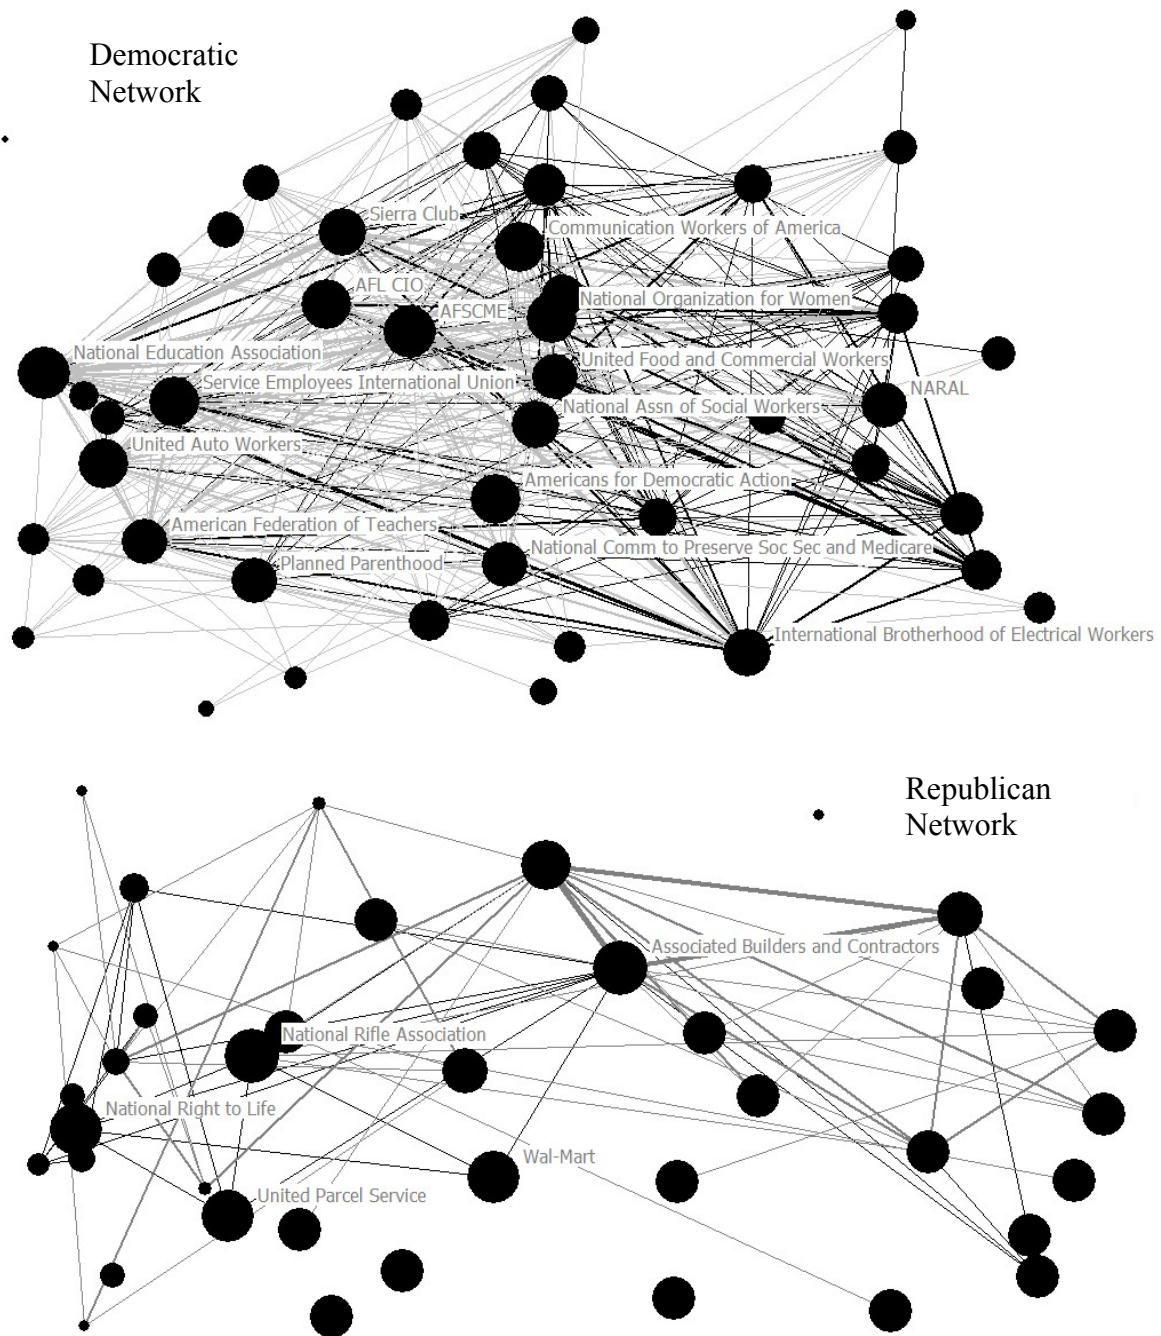 Democratic
Network
Sierra Club
Communication Workers of America
AFL CIO
National Organization for Women
AFSCME
National Education Association
United Food and Commercial Workers
Service Employees International Union
NARAL
National Assn of Social Workers
United Auto Workers
Americans for Democratic Action
American Federation of Teachers
National Comm to Preserve Soc Sec and Medicare
Planned Parenthood
International Brotherhood of Electrical Workers
Republican
Network
Associated Builders and Contractors
National Rifle Association
National Right to Life
Wal-Mart
United Parcel Service